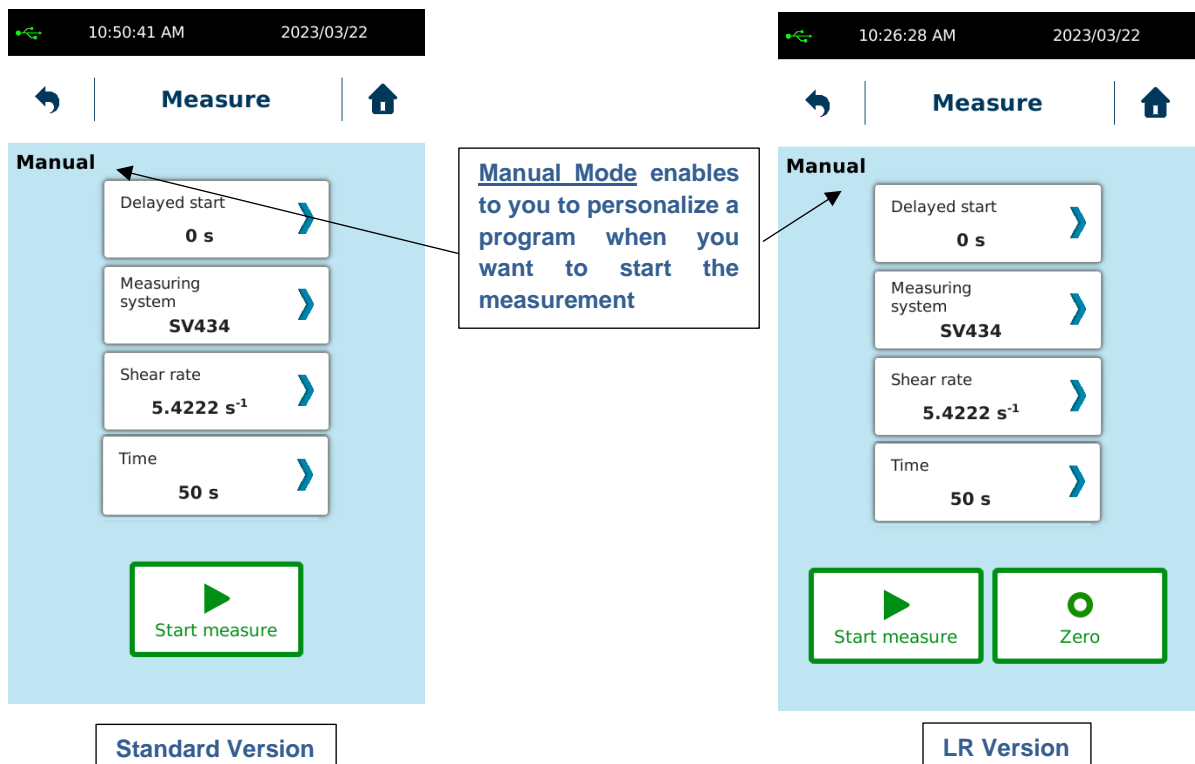 10:50:41 AM 2023/03/22
Measure
Manual
Delayed start
0 s
Measuring
system
SV434
Shear rate
5.4222 s-1
Time
50 s
Start measure
Standard Version
Manual Mode enables
to you to personalize a
program when you
want to start the
measurement
10:26:28 AM 2023/03/22
Measure
Manual
Delayed start
0 s
Measuring
system
SV434
Shear rate
5.4222 s-1
Time
50 s
Start measure
Zero
LR Version